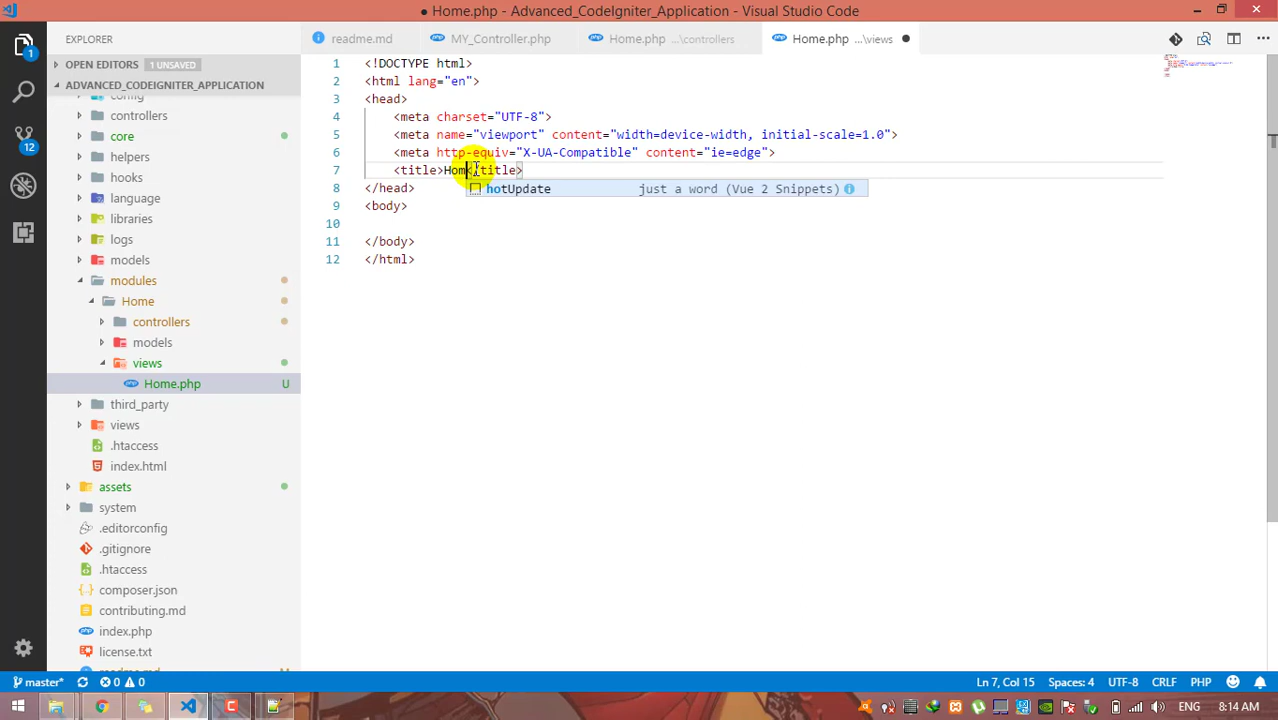 ● Home.php - Advanced_CodeIgniter_Application - Visual Studio Code
EXPLORER
readme.md
MY_Controller.php
Home.php ...\controllers
Home.php ...\views
OPEN EDITORS 1 UNSAVED
ADVANCED_CODEIGNITER_APPLICATION
config
controllers
core
helpers
hooks
language
libraries
logs
models
modules
Home
controllers
models
views
Home.php U
third_party
views
.htaccess
index.html
assets
system
.editorconfig
.gitignore
.htaccess
composer.json
contributing.md
index.php
license.txt
readme.md M
1
12
1 <!DOCTYPE html>
2 <html lang="en">
3 <head>
4 <meta charset="UTF-8">
5 <meta name="viewport" content="width=device-width, initial-scale=1.0">
6 <meta http-equiv="X-UA-Compatible" content="ie=edge">
7 <title>Hom</title>
8 </head>
9 <body>
10
11 </body>
12 </html>
hotUpdate just a word (Vue 2 Snippets)
master* 0 0
Ln 7, Col 15 Spaces: 4 UTF-8 CRLF PHP
ENG 8:14 AM